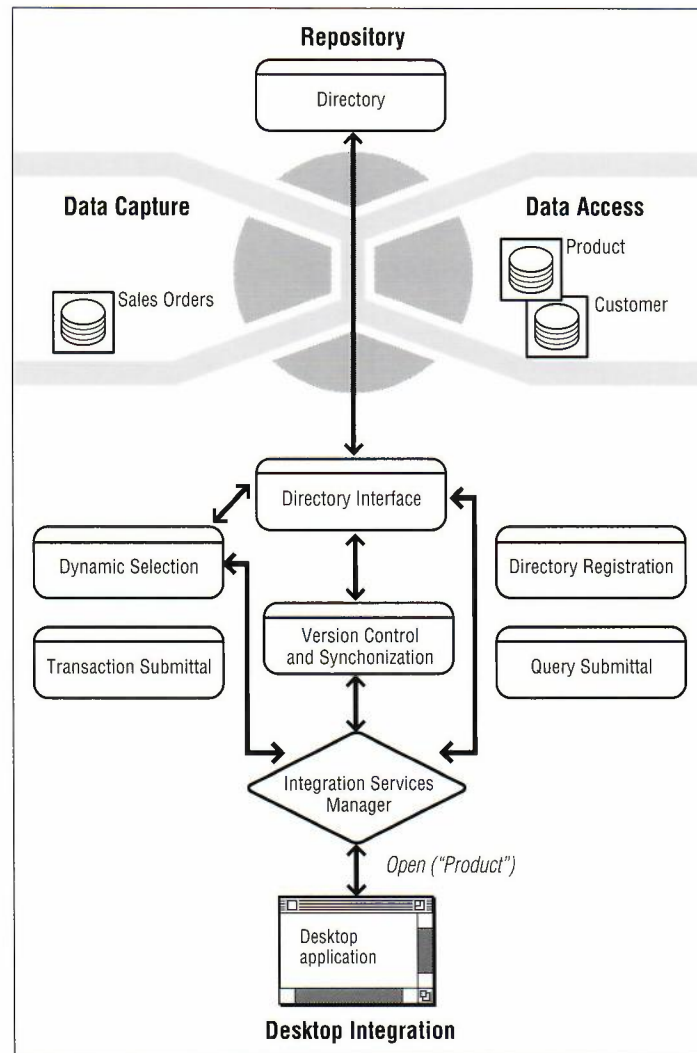 Repository
Directory
Data Capture
Data Access
Product
Sales Orders
Customer
Directory Interface
Dynamic Selection
Directory Registration
Version Control
and Synchonization
Transaction Submittal
Query Submittal
Integration Services
Manager
Open (“Product”)
Desktop
application
Desktop Integration